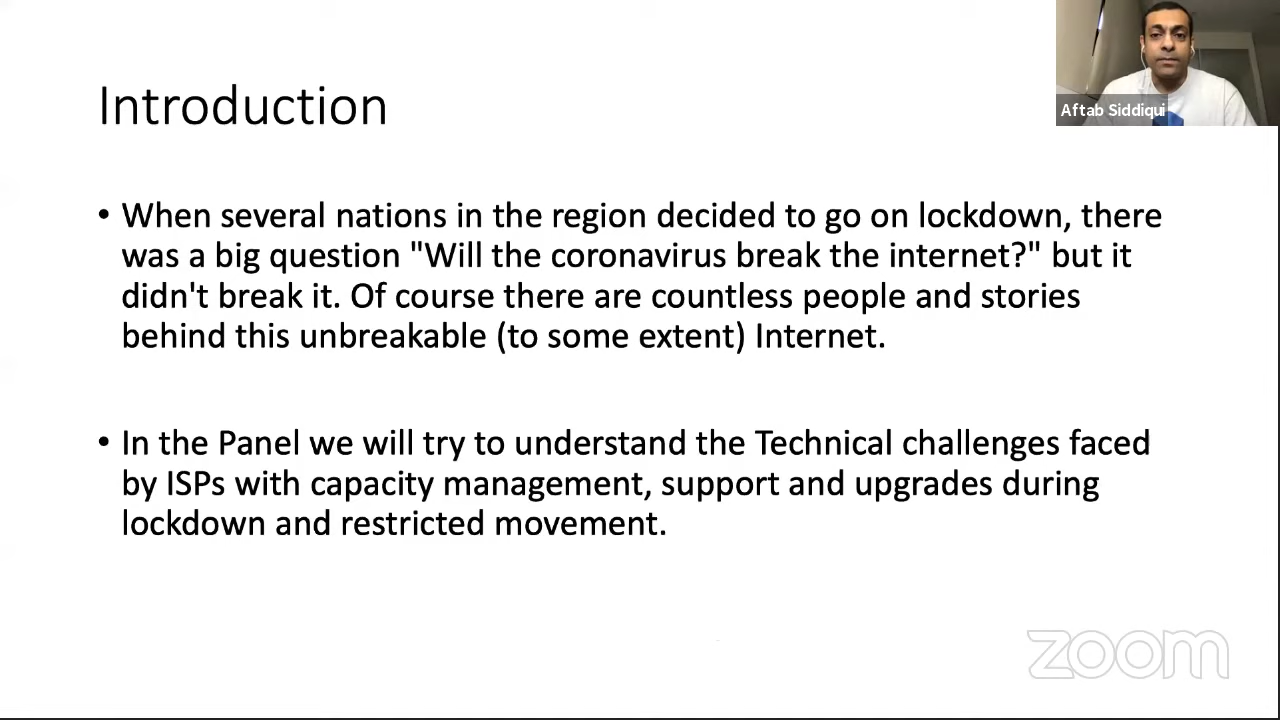 Introduction
Aftab Siddiqui
• When several nations in the region decided to go on lockdown, there
was a big question "Will the coronavirus break the internet?" but it
didn't break it. Of course there are countless people and stories
behind this unbreakable (to some extent) Internet.
• In the Panel we will try to understand the Technical challenges faced
by ISPs with capacity management, support and upgrades during
lockdown and restricted movement.
zoom